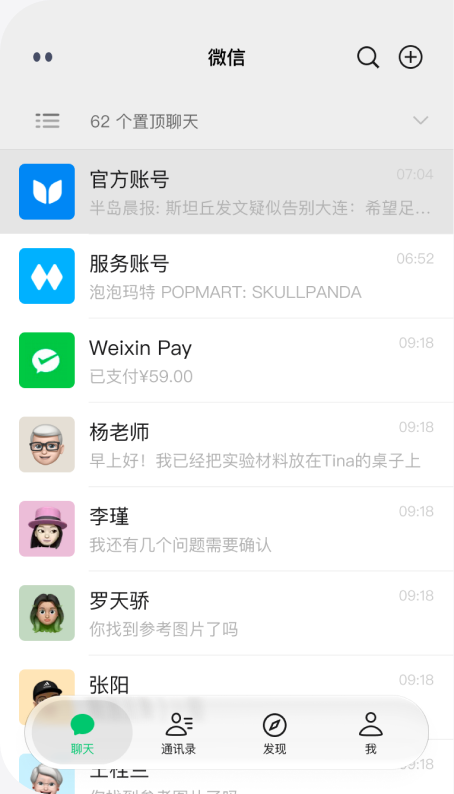 微信
62 个置顶聊天
官方账号
07:04
半岛晨报: 斯坦丘发文疑似告别大连：希望足...
服务账号
06:52
泡泡玛特 POPMART: SKULLPANDA
Weixin Pay
09:18
已支付¥59.00
杨老师
09:18
早上好！我已经把实验材料放在Tina的桌子上
李瑾
09:18
我还有几个问题需要确认
罗天骄
09:18
你找到参考图片了吗
张阳
09:18
聊天
通讯录
发现
我